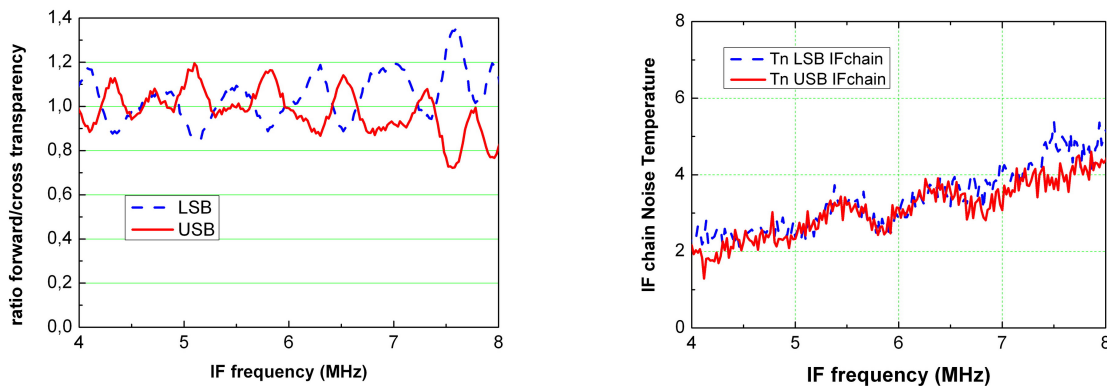 ratio forward/cross transparency
1,4
1,2
1,0
0,8
0,6
0,4
0,2
0,0
LSB
USB
4 5 6 7 8
IF frequency (MHz)
IF chain Noise Temperature
8
6
4
2
0
Tn LSB IFchain
Tn USB IFchain
4 5 6 7 8
IF frequency (MHz)